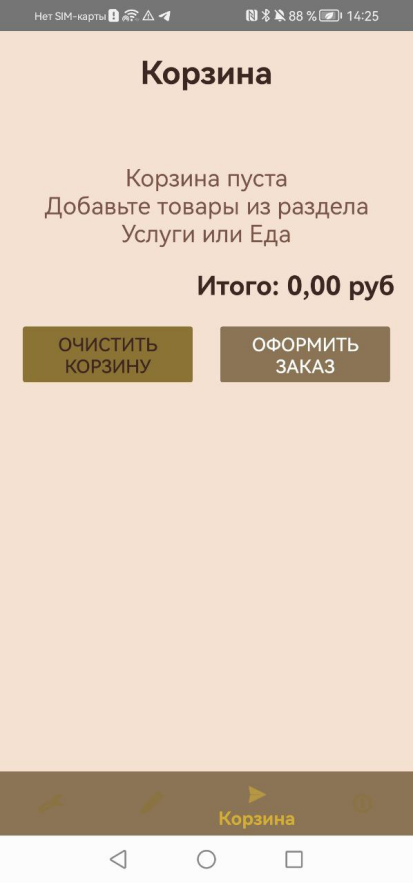 Нет SIM-карты 88 % 14:25
Корзина
Корзина пуста
Добавьте товары из раздела
Услуги или Еда
Итого: 0,00 руб
ОЧИСТИТЬ
КОРЗИНУ
ОФОРМИТЬ
ЗАКАЗ
Корзина